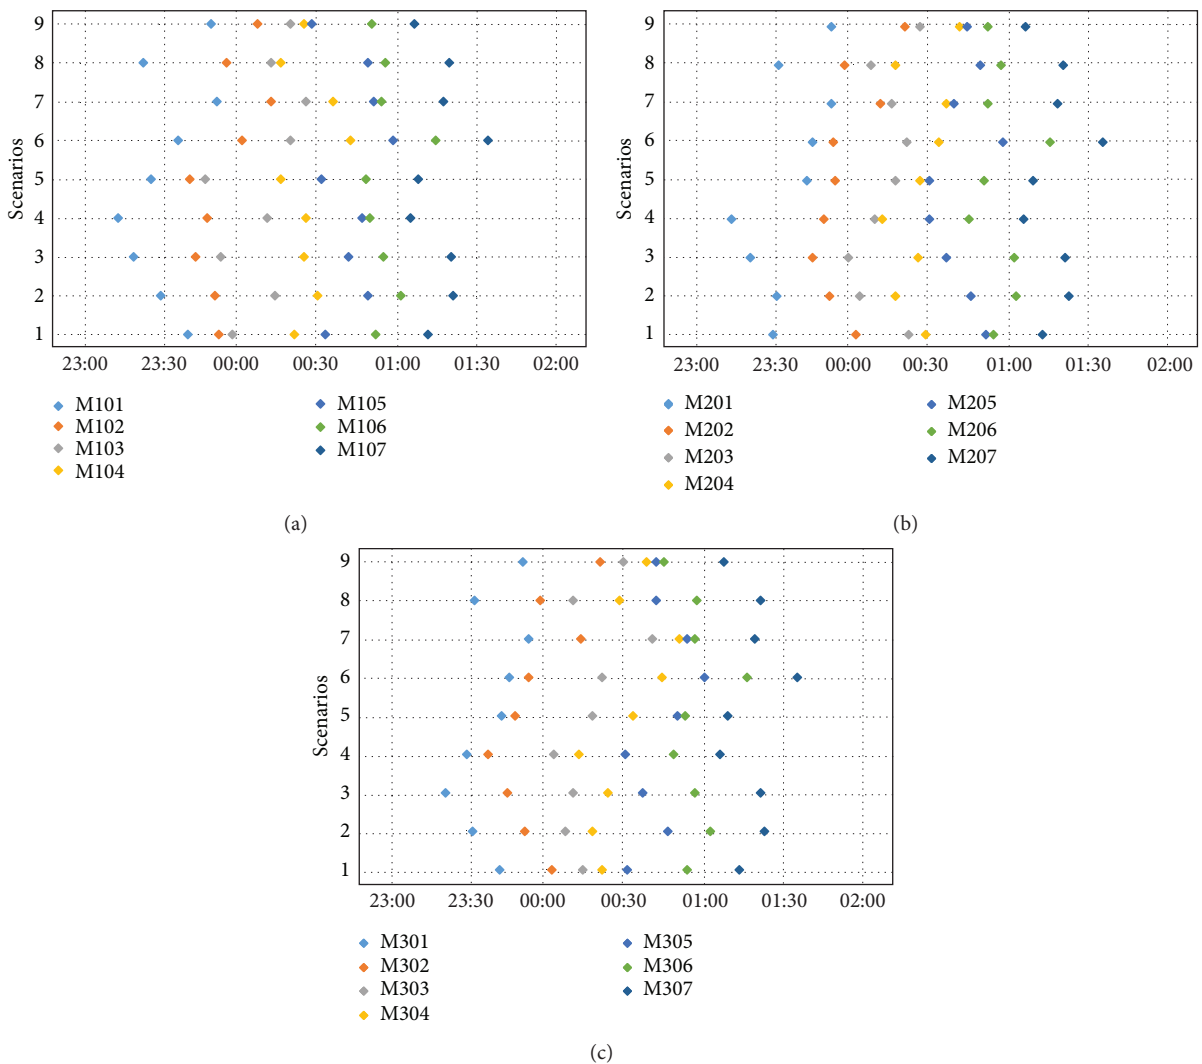 9
8
7
6
5
4
3
2
1
Scenarios
23:00 23:30 00:00 00:30 01:00 01:30 02:00
M101 M105
M102 M106
M103 M107
M104
(a)
9
8
7
6
5
4
3
2
1
Scenarios
23:00 23:30 00:00 00:30 01:00 01:30 02:00
M201 M205
M202 M206
M203 M207
M204
(b)
9
8
7
6
5
4
3
2
1
Scenarios
23:00 23:30 00:00 00:30 01:00 01:30 02:00
M301 M305
M302 M306
M303 M307
M304
(c)